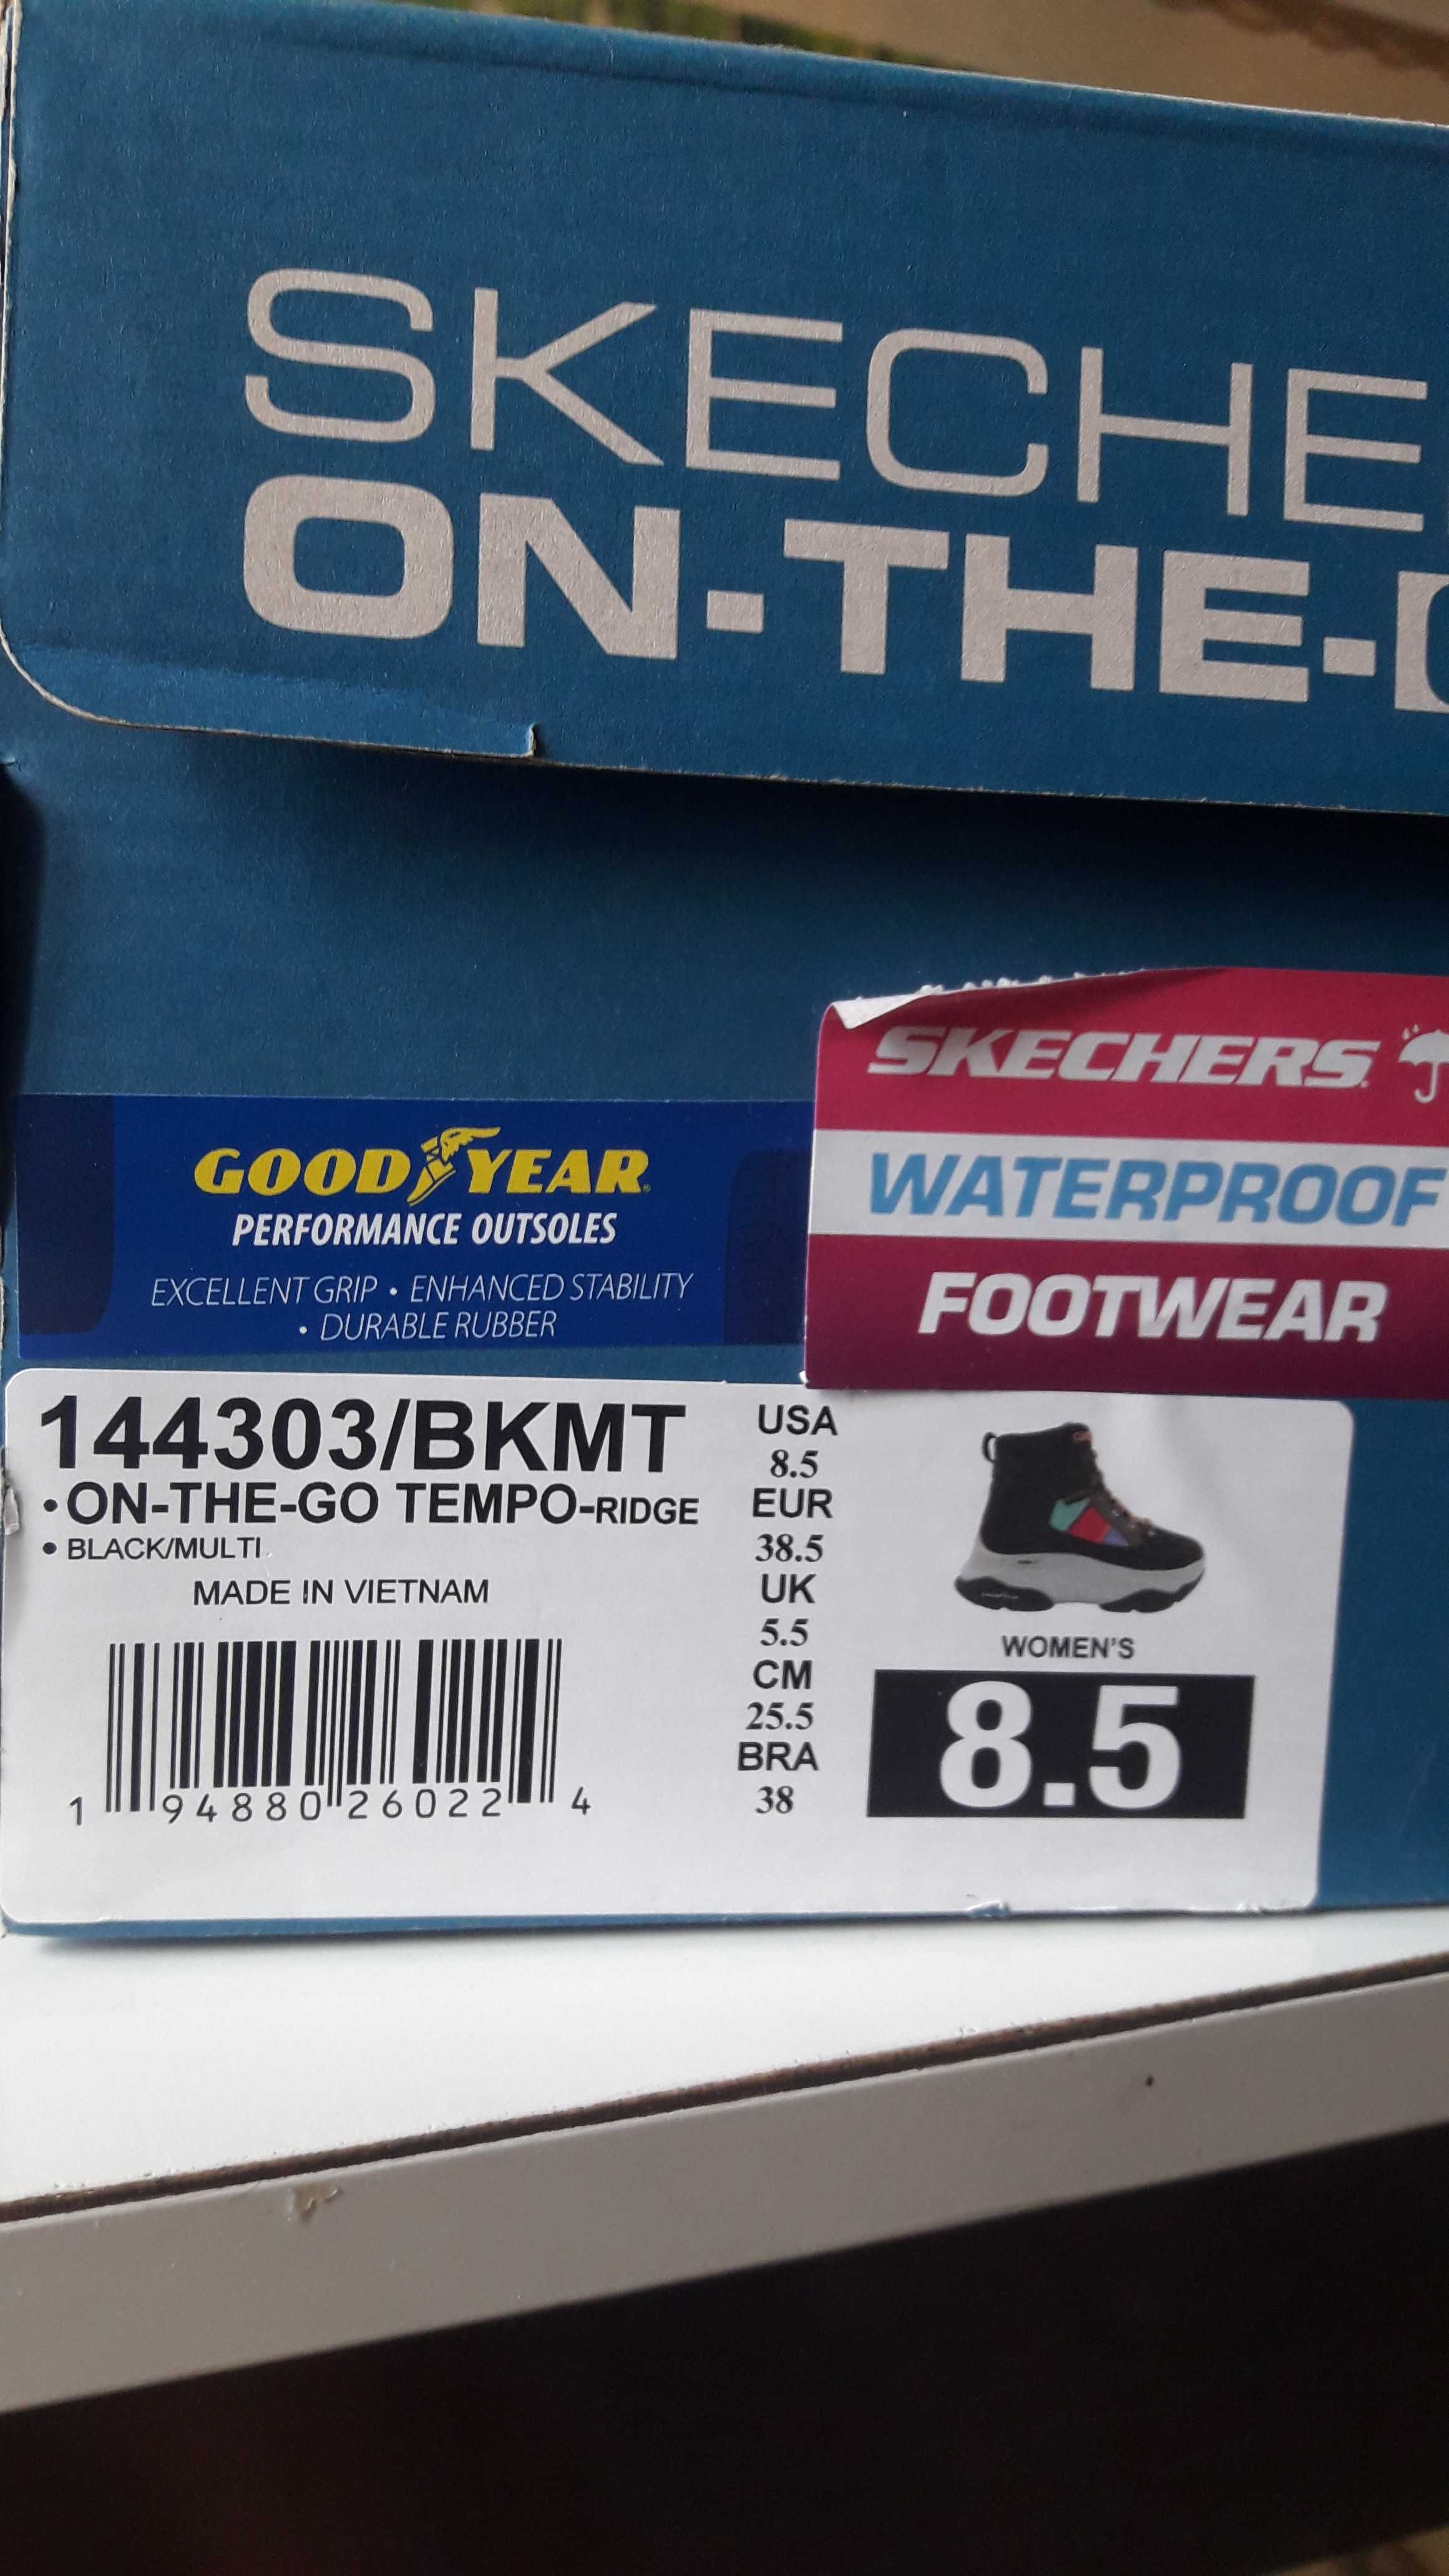 SKECHE
ON-THE-
SKECHERS
WATERPROOF
FOOTWEAR
GOODYEAR
PERFORMANCE OUTSOLES
EXCELLENT GRIP • ENHANCED STABILITY
• DURABLE RUBBER
144303/BKMT
• ON-THE-GO TEMPO-RIDGE
• BLACK/MULTI
MADE IN VIETNAM
1 94880 26022 4
USA
8.5
EUR
38.5
UK
5.5
CM
25.5
BRA
38
WOMEN'S
8.5